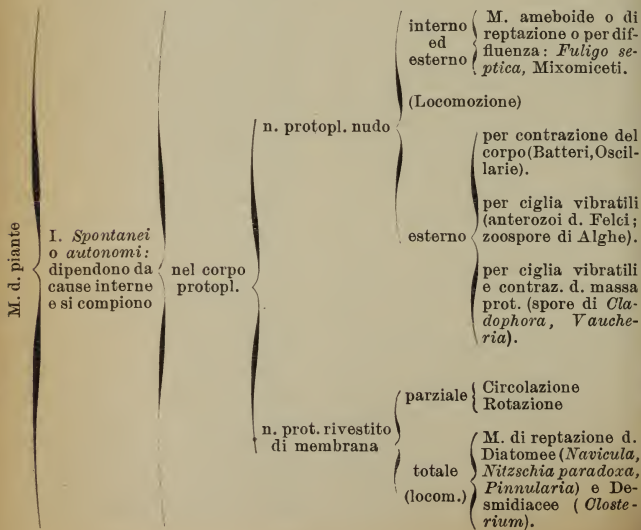 M. d. piante
I. Spontanei
o autonomi:
dipendono da
cause interne
e si compiono
nel corpo
protopl.
n. protopl. nudo
interno
ed
esterno
M. ameboide o di
reptazione o per dif-
fluenza: Fuligo se-
ptica, Mixomiceti.
(Locomozione)
esterno
per contrazione del
corpo (Batteri, Oscil-
larie).
per ciglia vibratili
(anterozoi d. Felci;
zoospore di Alghe).
per ciglia vibratili
e contraz. d. massa
prot. (spore di Cla-
dophora, Vauche-
ria).
n. prot. rivestito
di membrana
parziale
Circolazione
Rotazione
totale
(locom.)
M. di reptazione d.
Diatomee (Navicula,
Nitzschia paradoxa,
Pinnularia) e De-
smidiacee (Closte-
rium).